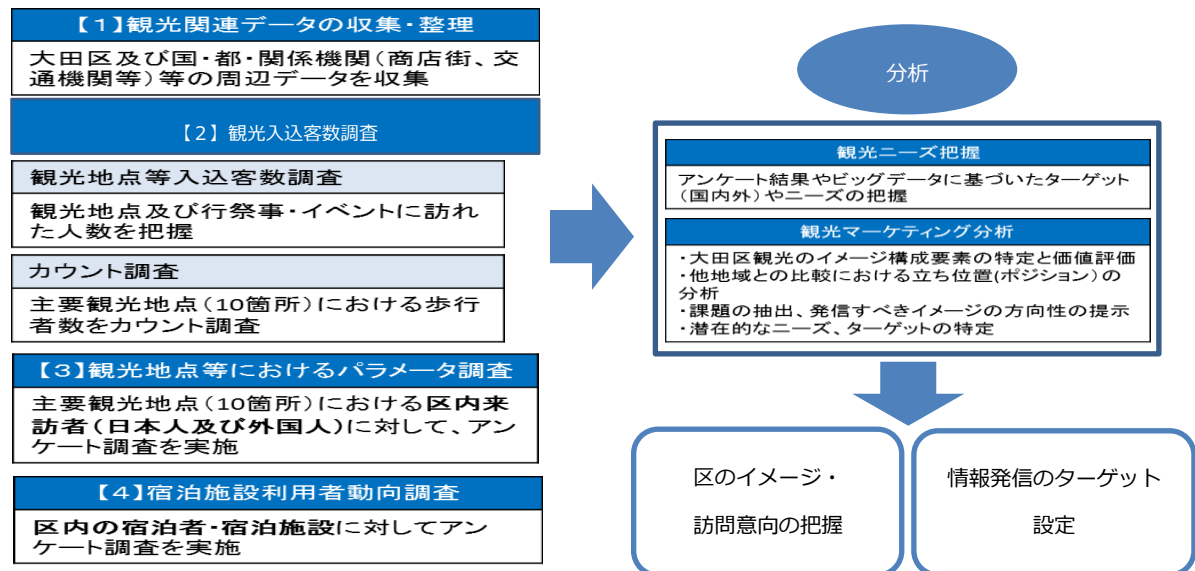 【1】観光関連データの収集・整理
大田区及び国・都・関係機関(商店街、交
通機関等)等の周辺データを収集
【2】観光入込客数調査
観光地点等入込客数調査
観光地点及び行祭事・イベントに訪れ
た人数を把握
カウント調査
主要観光地点(10箇所)における歩行
者数をカウント調査
【3】観光地点等におけるパラメータ調査
主要観光地点(10箇所)における区内来
訪者(日本人及び外国人)に対して、アン
ケート調査を実施
【4】宿泊施設利用者動向調査
区内の宿泊者・宿泊施設に対してアン
ケート調査を実施
分析
観光ニーズ把握
アンケート結果やビッグデータに基づいたターゲット
(国内外)やニーズの把握
観光マーケティング分析
・大田区観光のイメージ構成要素の特定と価値評価
・他地域との比較における立ち位置(ポジション)の
分析
・課題の抽出、発信すべきイメージの方向性の提示
・潜在的なニーズ、ターゲットの特定
区のイメージ・
訪問意向の把握
情報発信のターゲット
設定